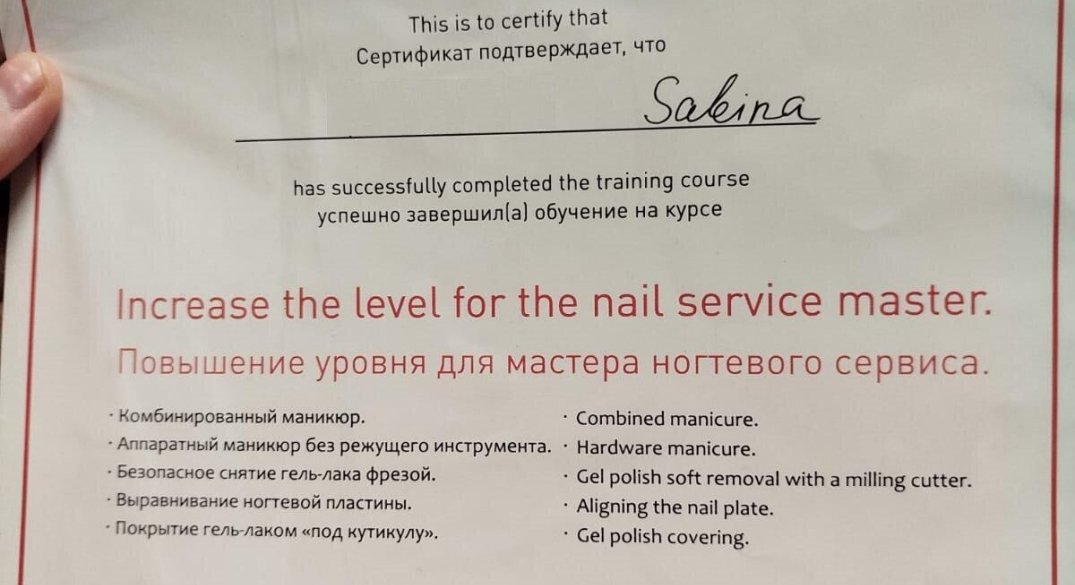 This is to certify that
Сертификат подтверждает, что
Sabina
has successfully completed the training course
успешно завершил(а) обучение на курсе
Increase the level for the nail service master.
Повышение уровня для мастера ногтевого сервиса.
· Комбинированный маникюр.
· Аппаратный маникюр без режущего инструмента.
· Безопасное снятие гель-лака фрезой.
· Выравнивание ногтевой пластины.
· Покрытие гель-лаком «под кутикулу».
· Combined manicure.
· Hardware manicure.
· Gel polish soft removal with a milling cutter.
· Aligning the nail plate.
· Gel polish covering.